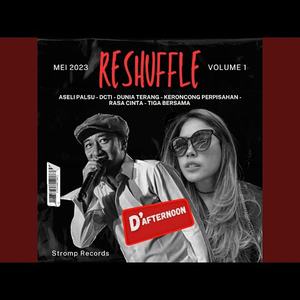 MEI 2023
RESHUFFLE
VOLUME 1
ASELI PALSU - DCTI - DUNIA TERANG - KERONCONG PERPISAHAN -
RASA CINTA - TIGA BERSAMA
D'AFTERNOON
Stromp Records